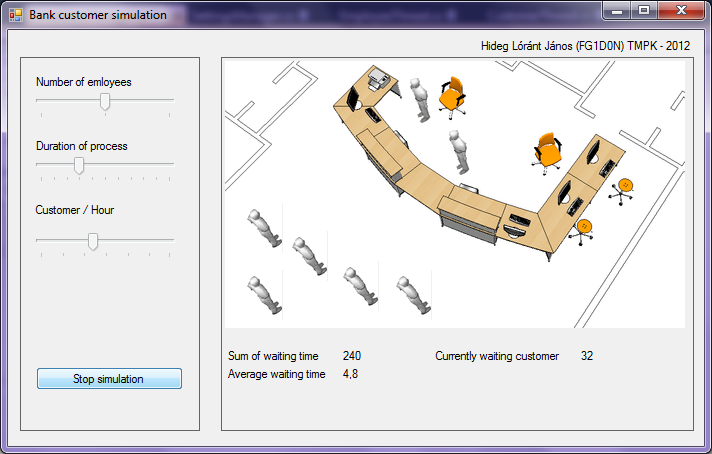 Bank customer simulation
Hideg Lóránt János (FG1D0N) TMPK - 2012
Number of emloyees
Duration of process
Customer / Hour
Stop simulation
Sum of waiting time 240 Currently waiting customer 32
Average waiting time 4,8